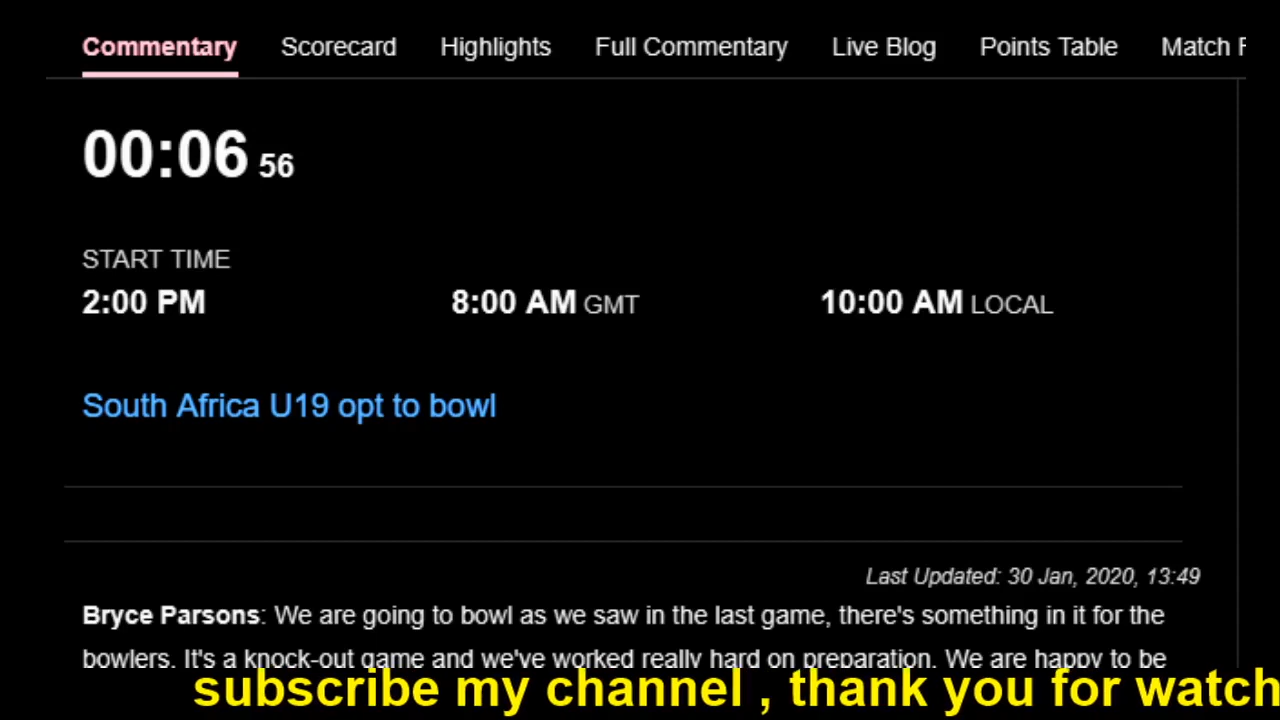 Commentary Scorecard Highlights Full Commentary Live Blog Points Table Match
00:06 56
START TIME
2:00 PM 8:00 AM GMT 10:00 AM LOCAL
South Africa U19 opt to bowl
Last Updated: 30 Jan, 2020, 13:49
Bryce Parsons: We are going to bowl as we saw in the last game, there's something in it for the
bowlers. It's a knock-out game and we've worked really hard on preparation. We are happy to be
subscribe my channel , thank you for watch